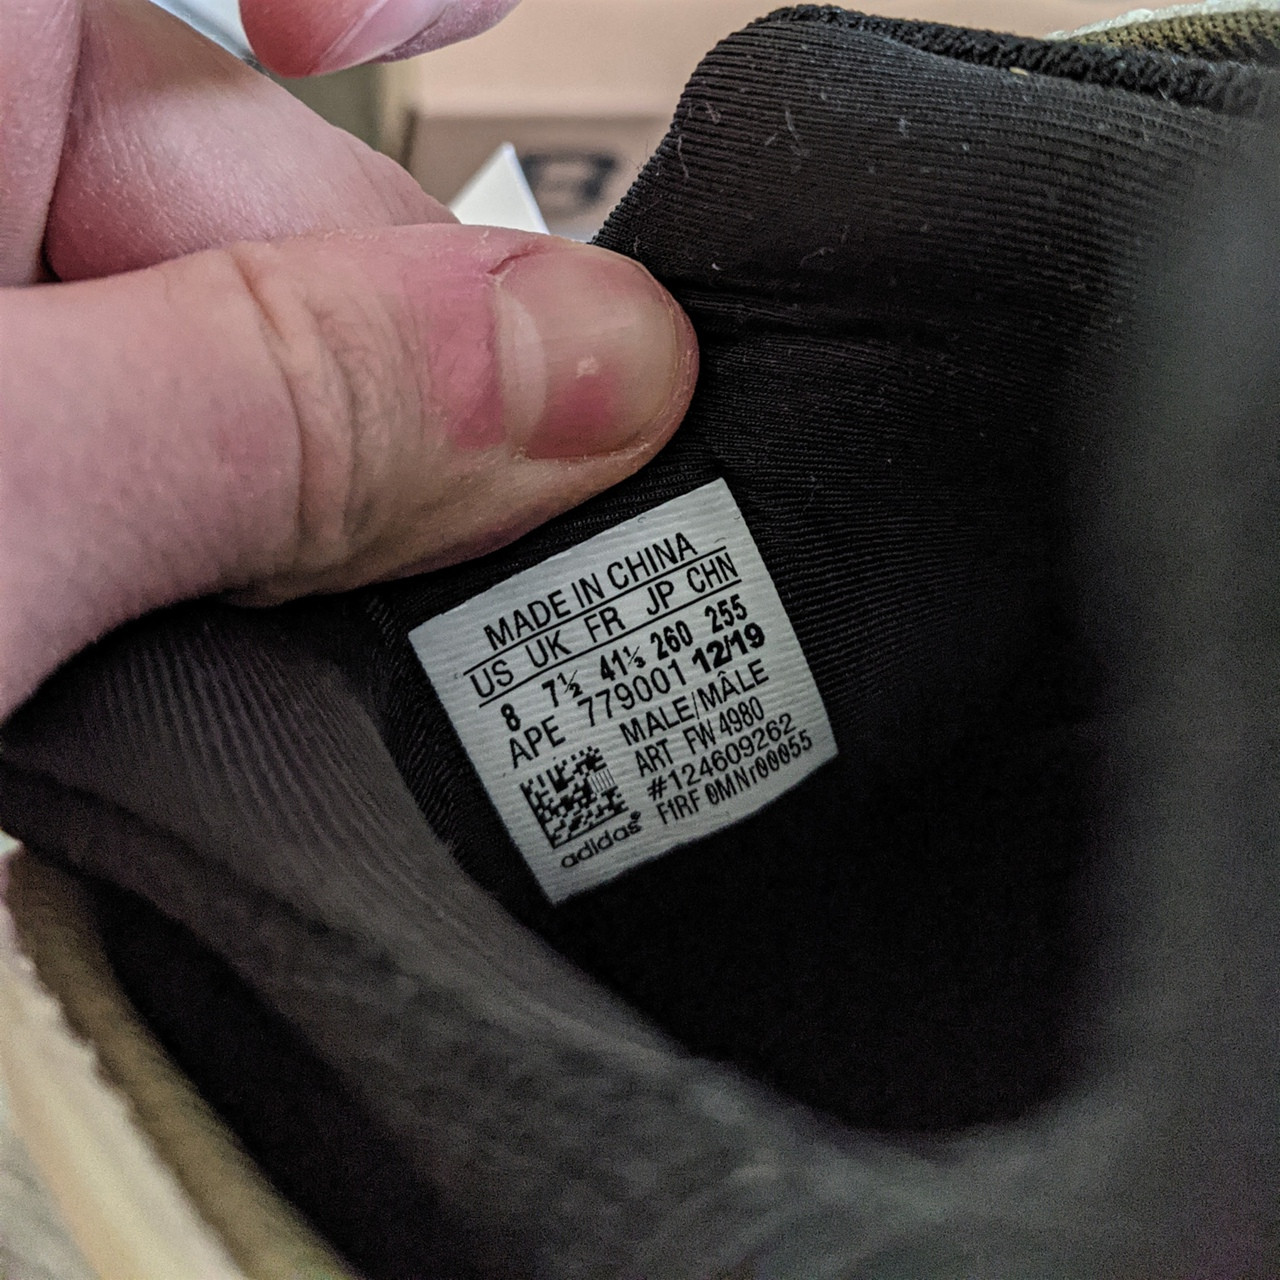 MADE IN CHINA
US UK FR JP CHN
8 7½ 41⅓ 260 255
APE 779001 12/19
MALE/MÂLE
ART FW4980
#124609262
F1RF 0MNr00055
adidas